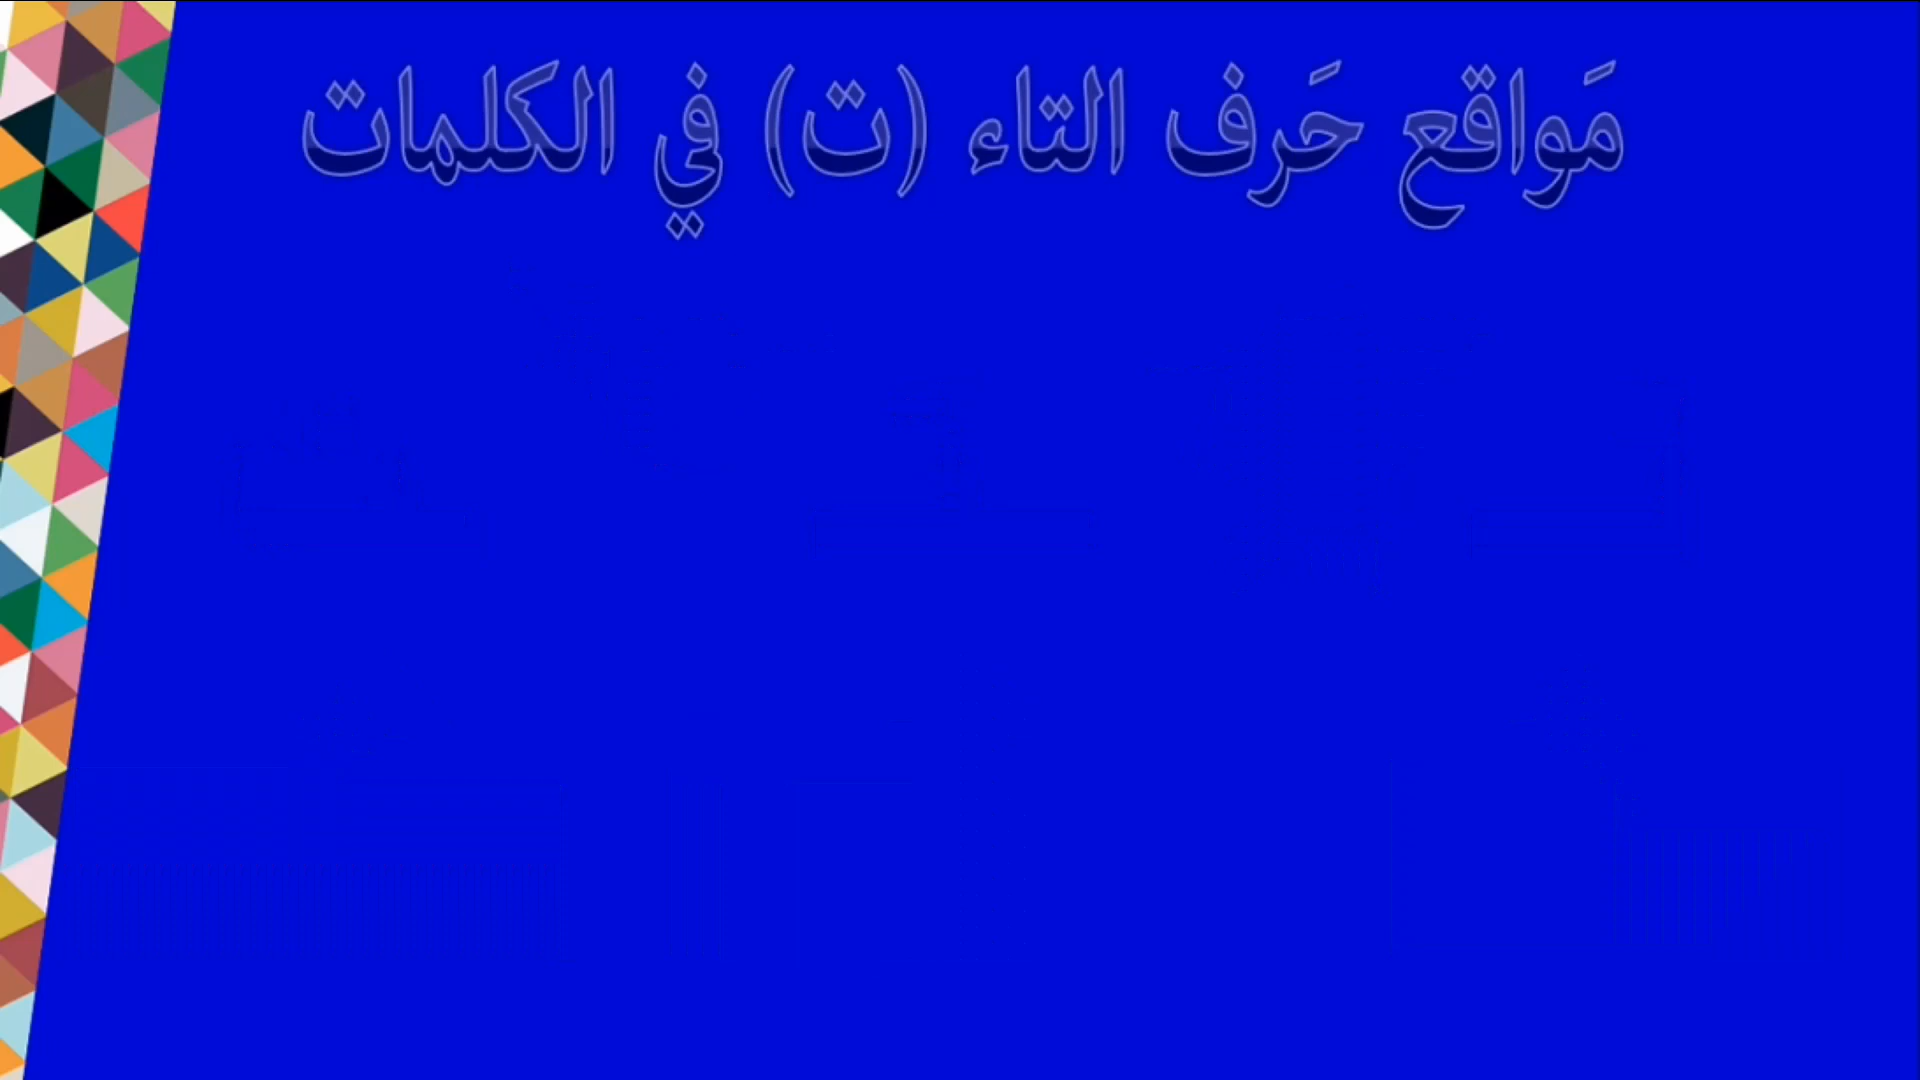 مَواقع حَرف التاء (ت) في الكلمات